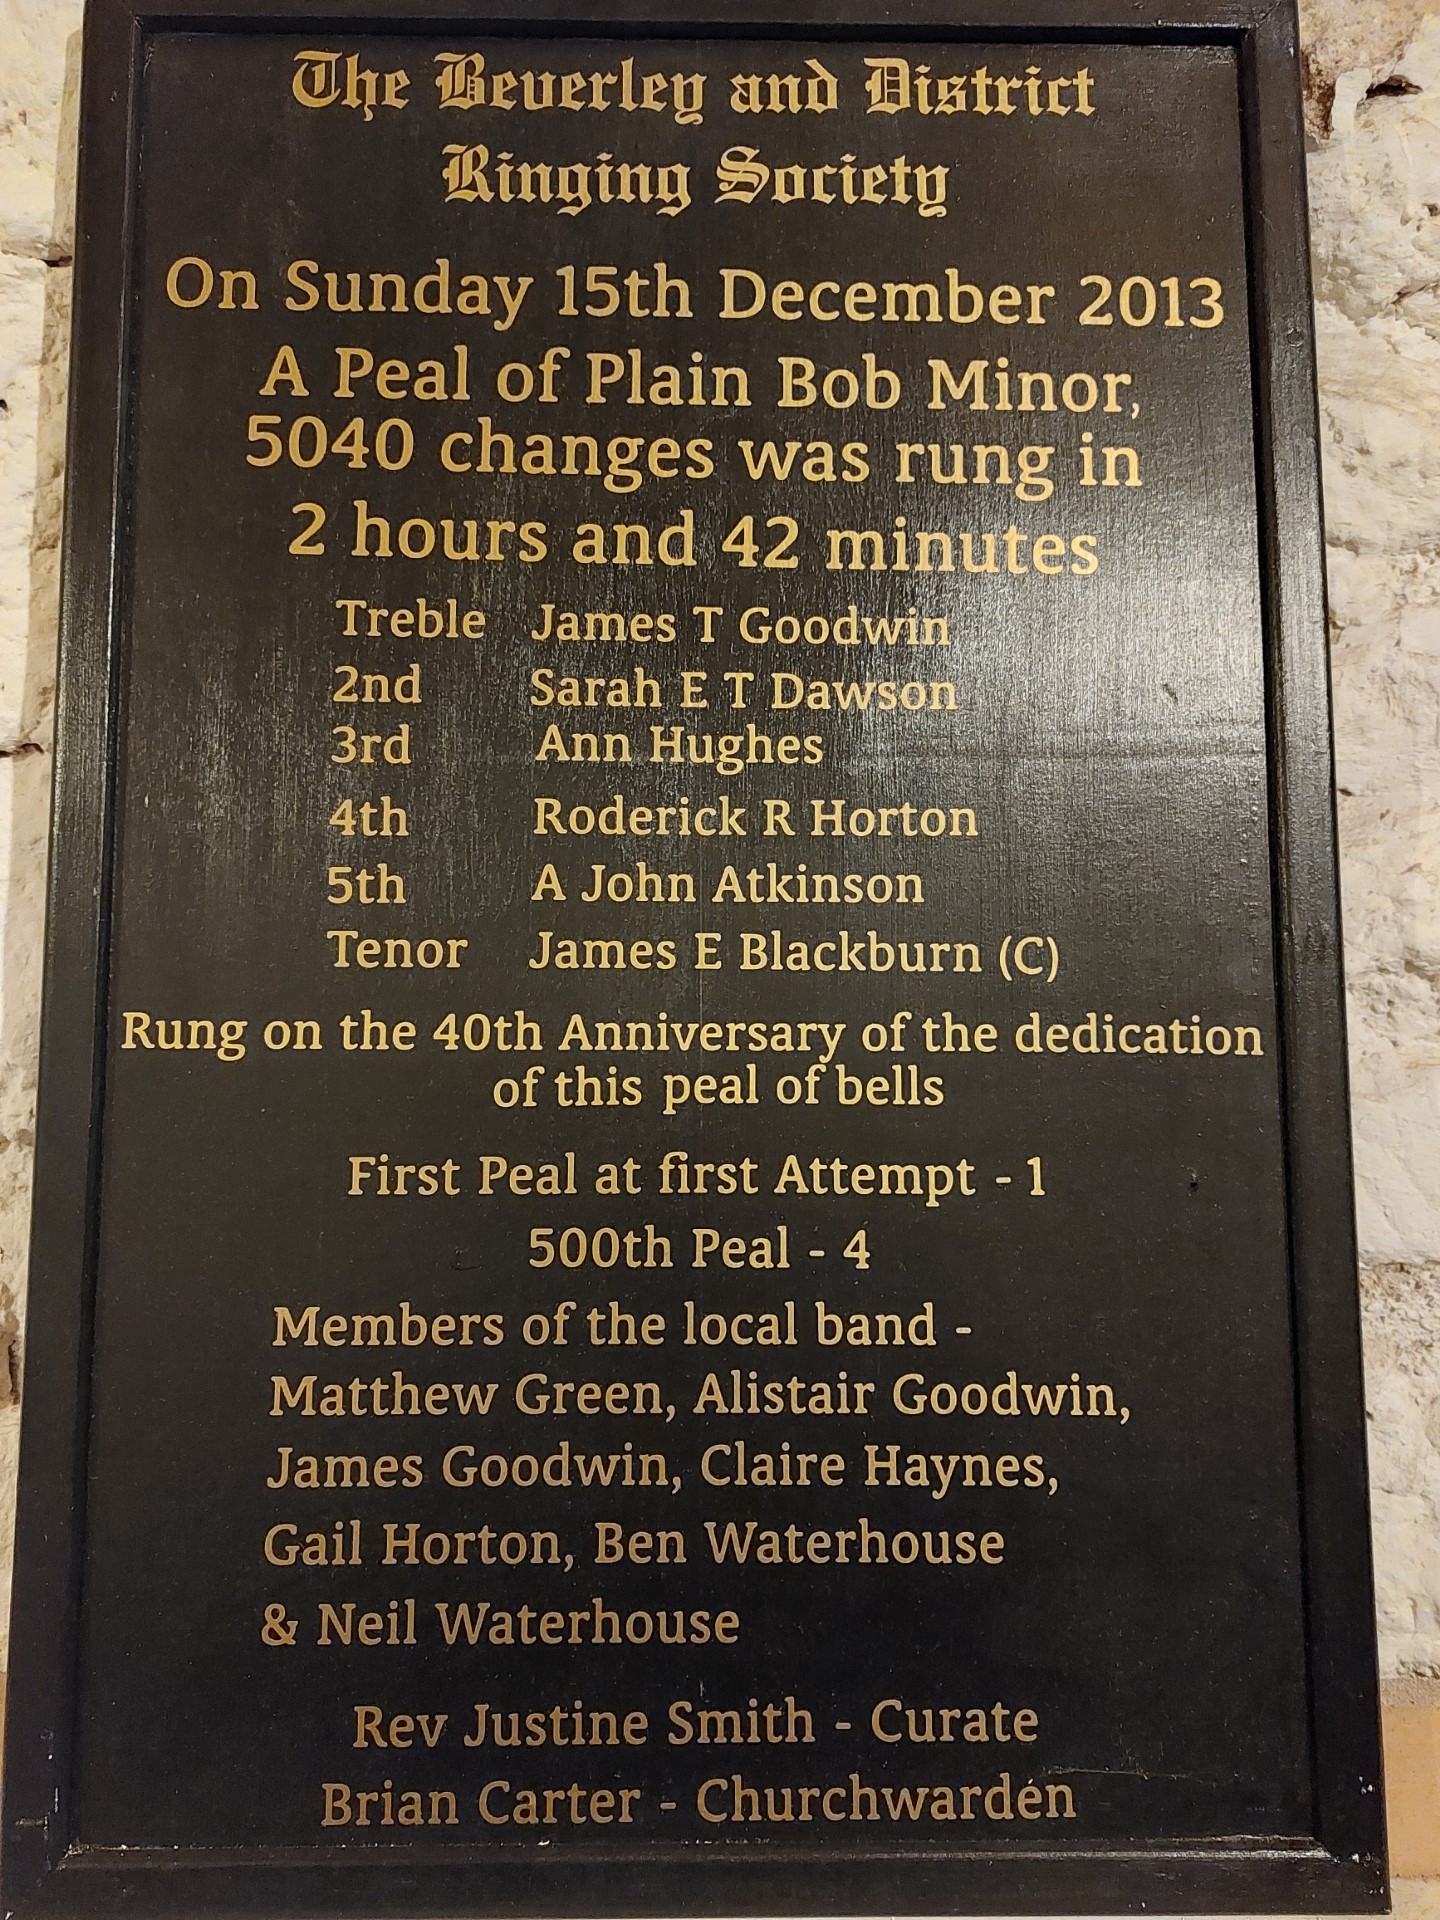 The Beverley and District
Ringing Society
On Sunday 15th December 2013
A Peal of Plain Bob Minor,
5040 changes was rung in
2 hours and 42 minutes
Treble James T Goodwin
2nd Sarah E T Dawson
3rd Ann Hughes
4th Roderick R Horton
5th A John Atkinson
Tenor James E Blackburn (C)
Rung on the 40th Anniversary of the dedication
of this peal of bells
First Peal at first Attempt - 1
500th Peal - 4
Members of the local band -
Matthew Green, Alistair Goodwin,
James Goodwin, Claire Haynes,
Gail Horton, Ben Waterhouse
& Neil Waterhouse
Rev Justine Smith - Curate
Brian Carter - Churchwarden